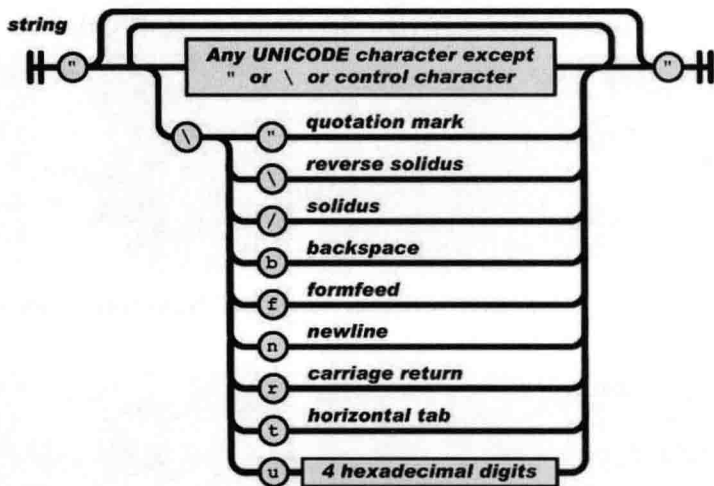 string
" Any UNICODE character except "
" or \ or control character
\ " quotation mark
\ reverse solidus
/ solidus
b backspace
f formfeed
n newline
r carriage return
t horizontal tab
u 4 hexadecimal digits